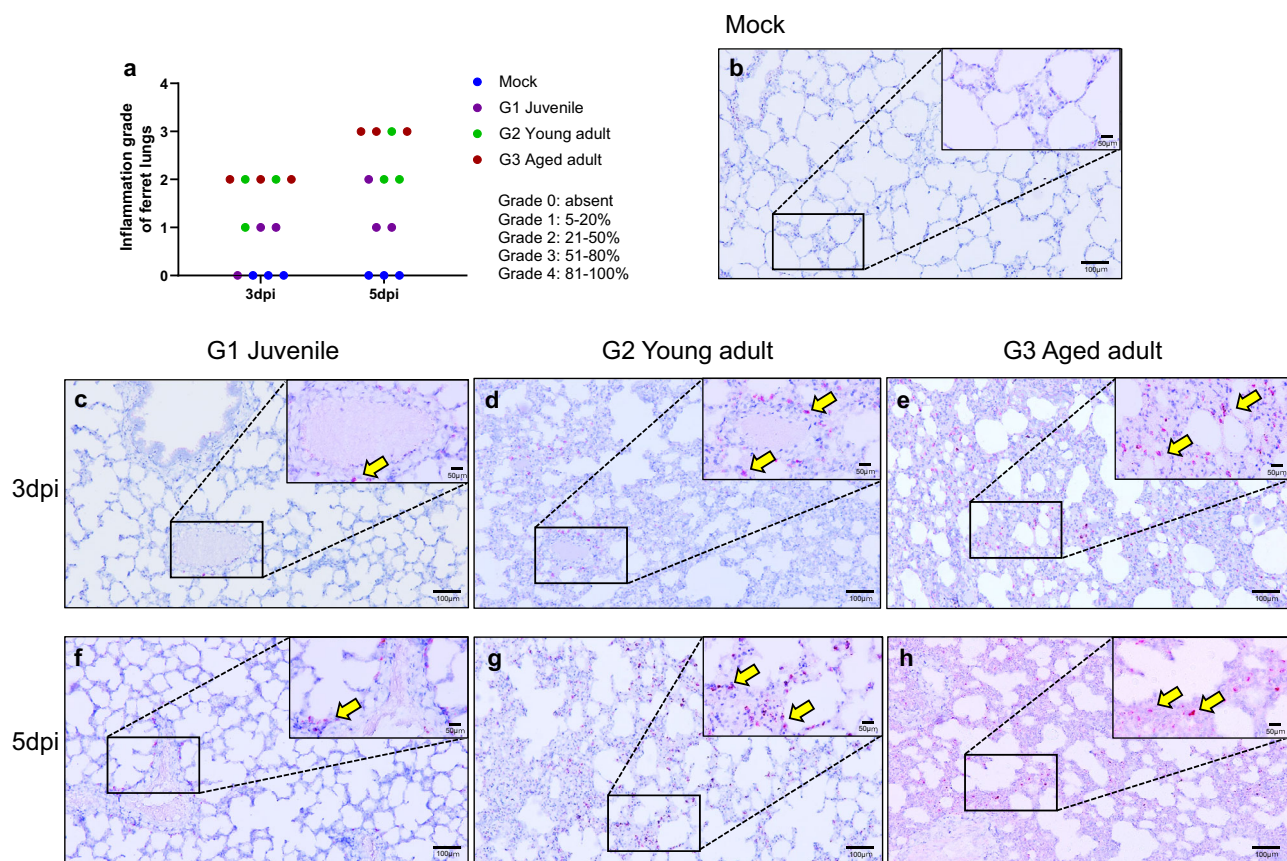 Mock
a
4
3
2
1
0
Inflammation grade
of ferret lungs
3dpi
5dpi
Mock
G1 Juvenile
G2 Young adult
G3 Aged adult
Grade 0: absent
Grade 1: 5-20%
Grade 2: 21-50%
Grade 3: 51-80%
Grade 4: 81-100%
b
50µm
100µm
G1 Juvenile
G2 Young adult
G3 Aged adult
3dpi
c
50µm
100µm
d
50µm
100µm
e
50µm
100µm
5dpi
f
50µm
100µm
g
50µm
100µm
h
50µm
100µm